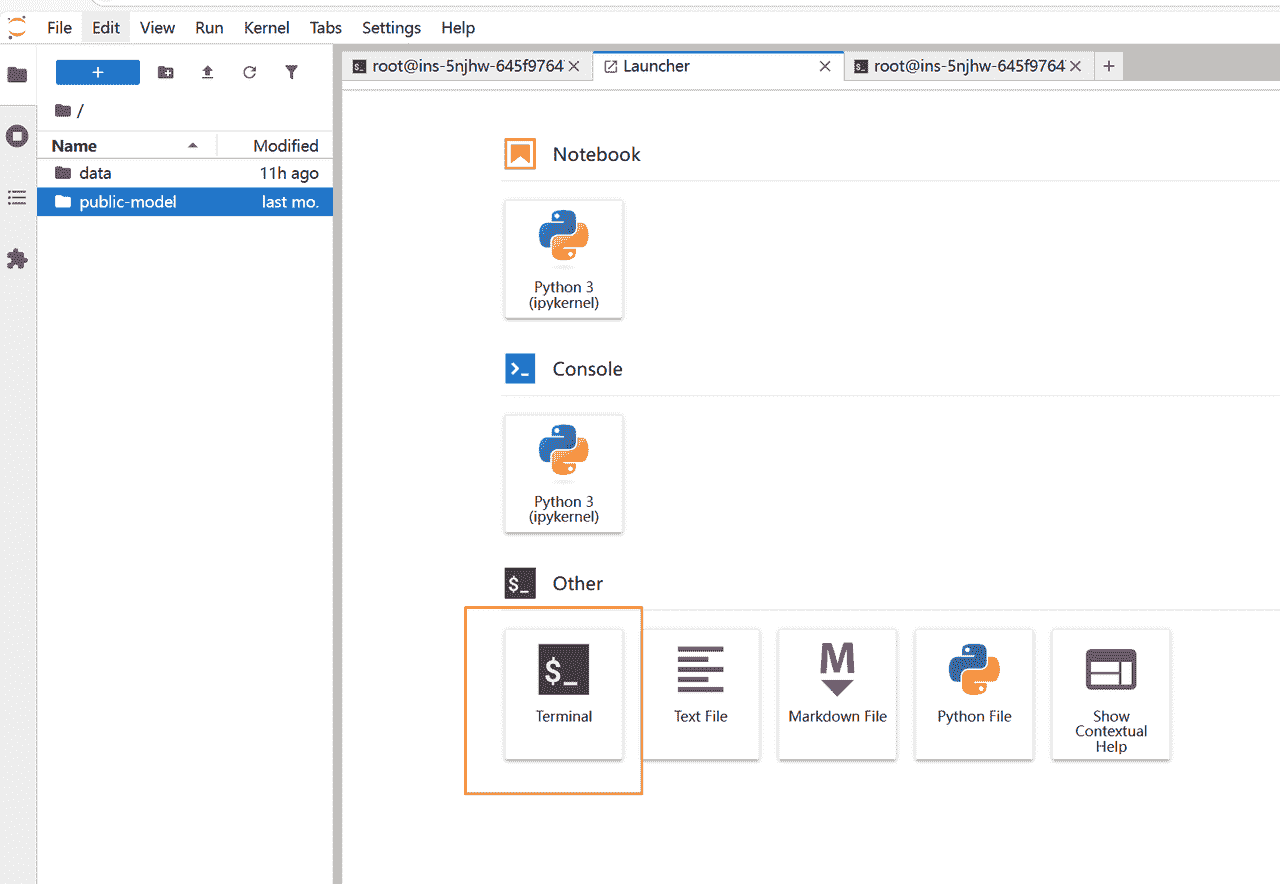 File Edit View Run Kernel Tabs Settings Help
root@ins-5njhw-645f9764 Launcher root@ins-5njhw-645f9764
/
Name Modified
data 11h ago
public-model last mo.
Notebook
Python 3
(ipykernel)
Console
Python 3
(ipykernel)
$_ Other
$_
Terminal
Text File
M
Markdown File
Python File
Show
Contextual
Help